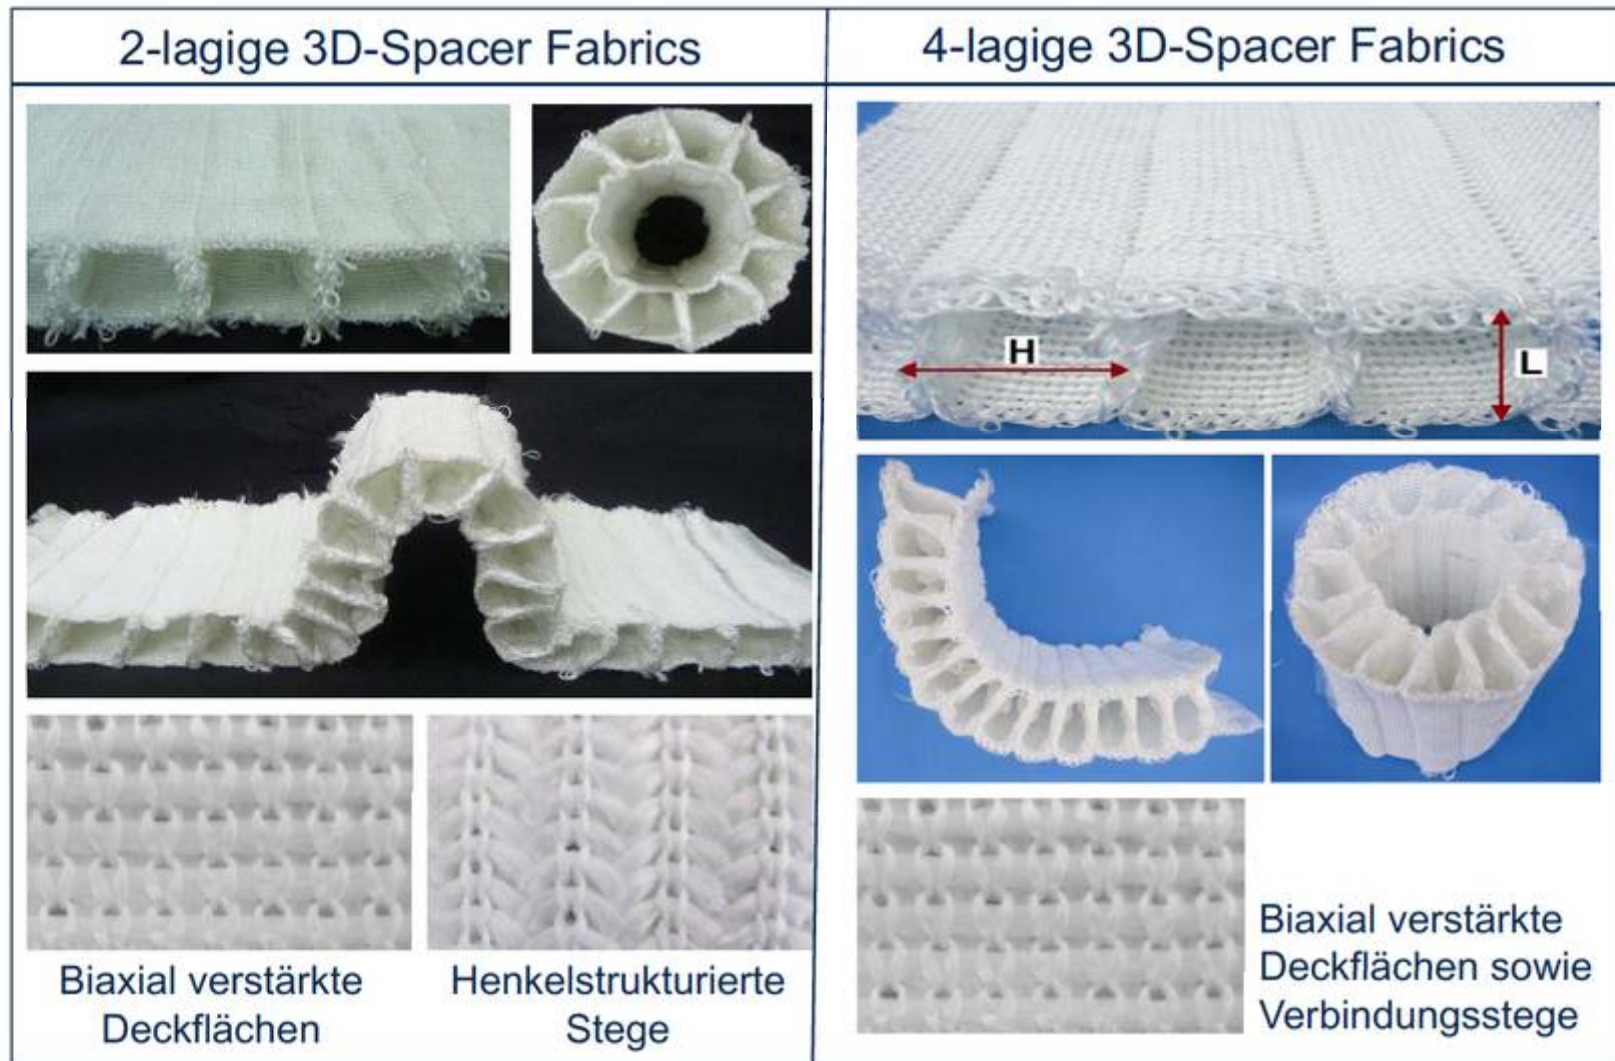 2-lagige 3D-Spacer Fabrics
4-lagige 3D-Spacer Fabrics
H
L
Biaxial verstärkte
Deckflächen
Henkelstrukturierte
Stege
Biaxial verstärkte
Deckflächen sowie
Verbindungsstege